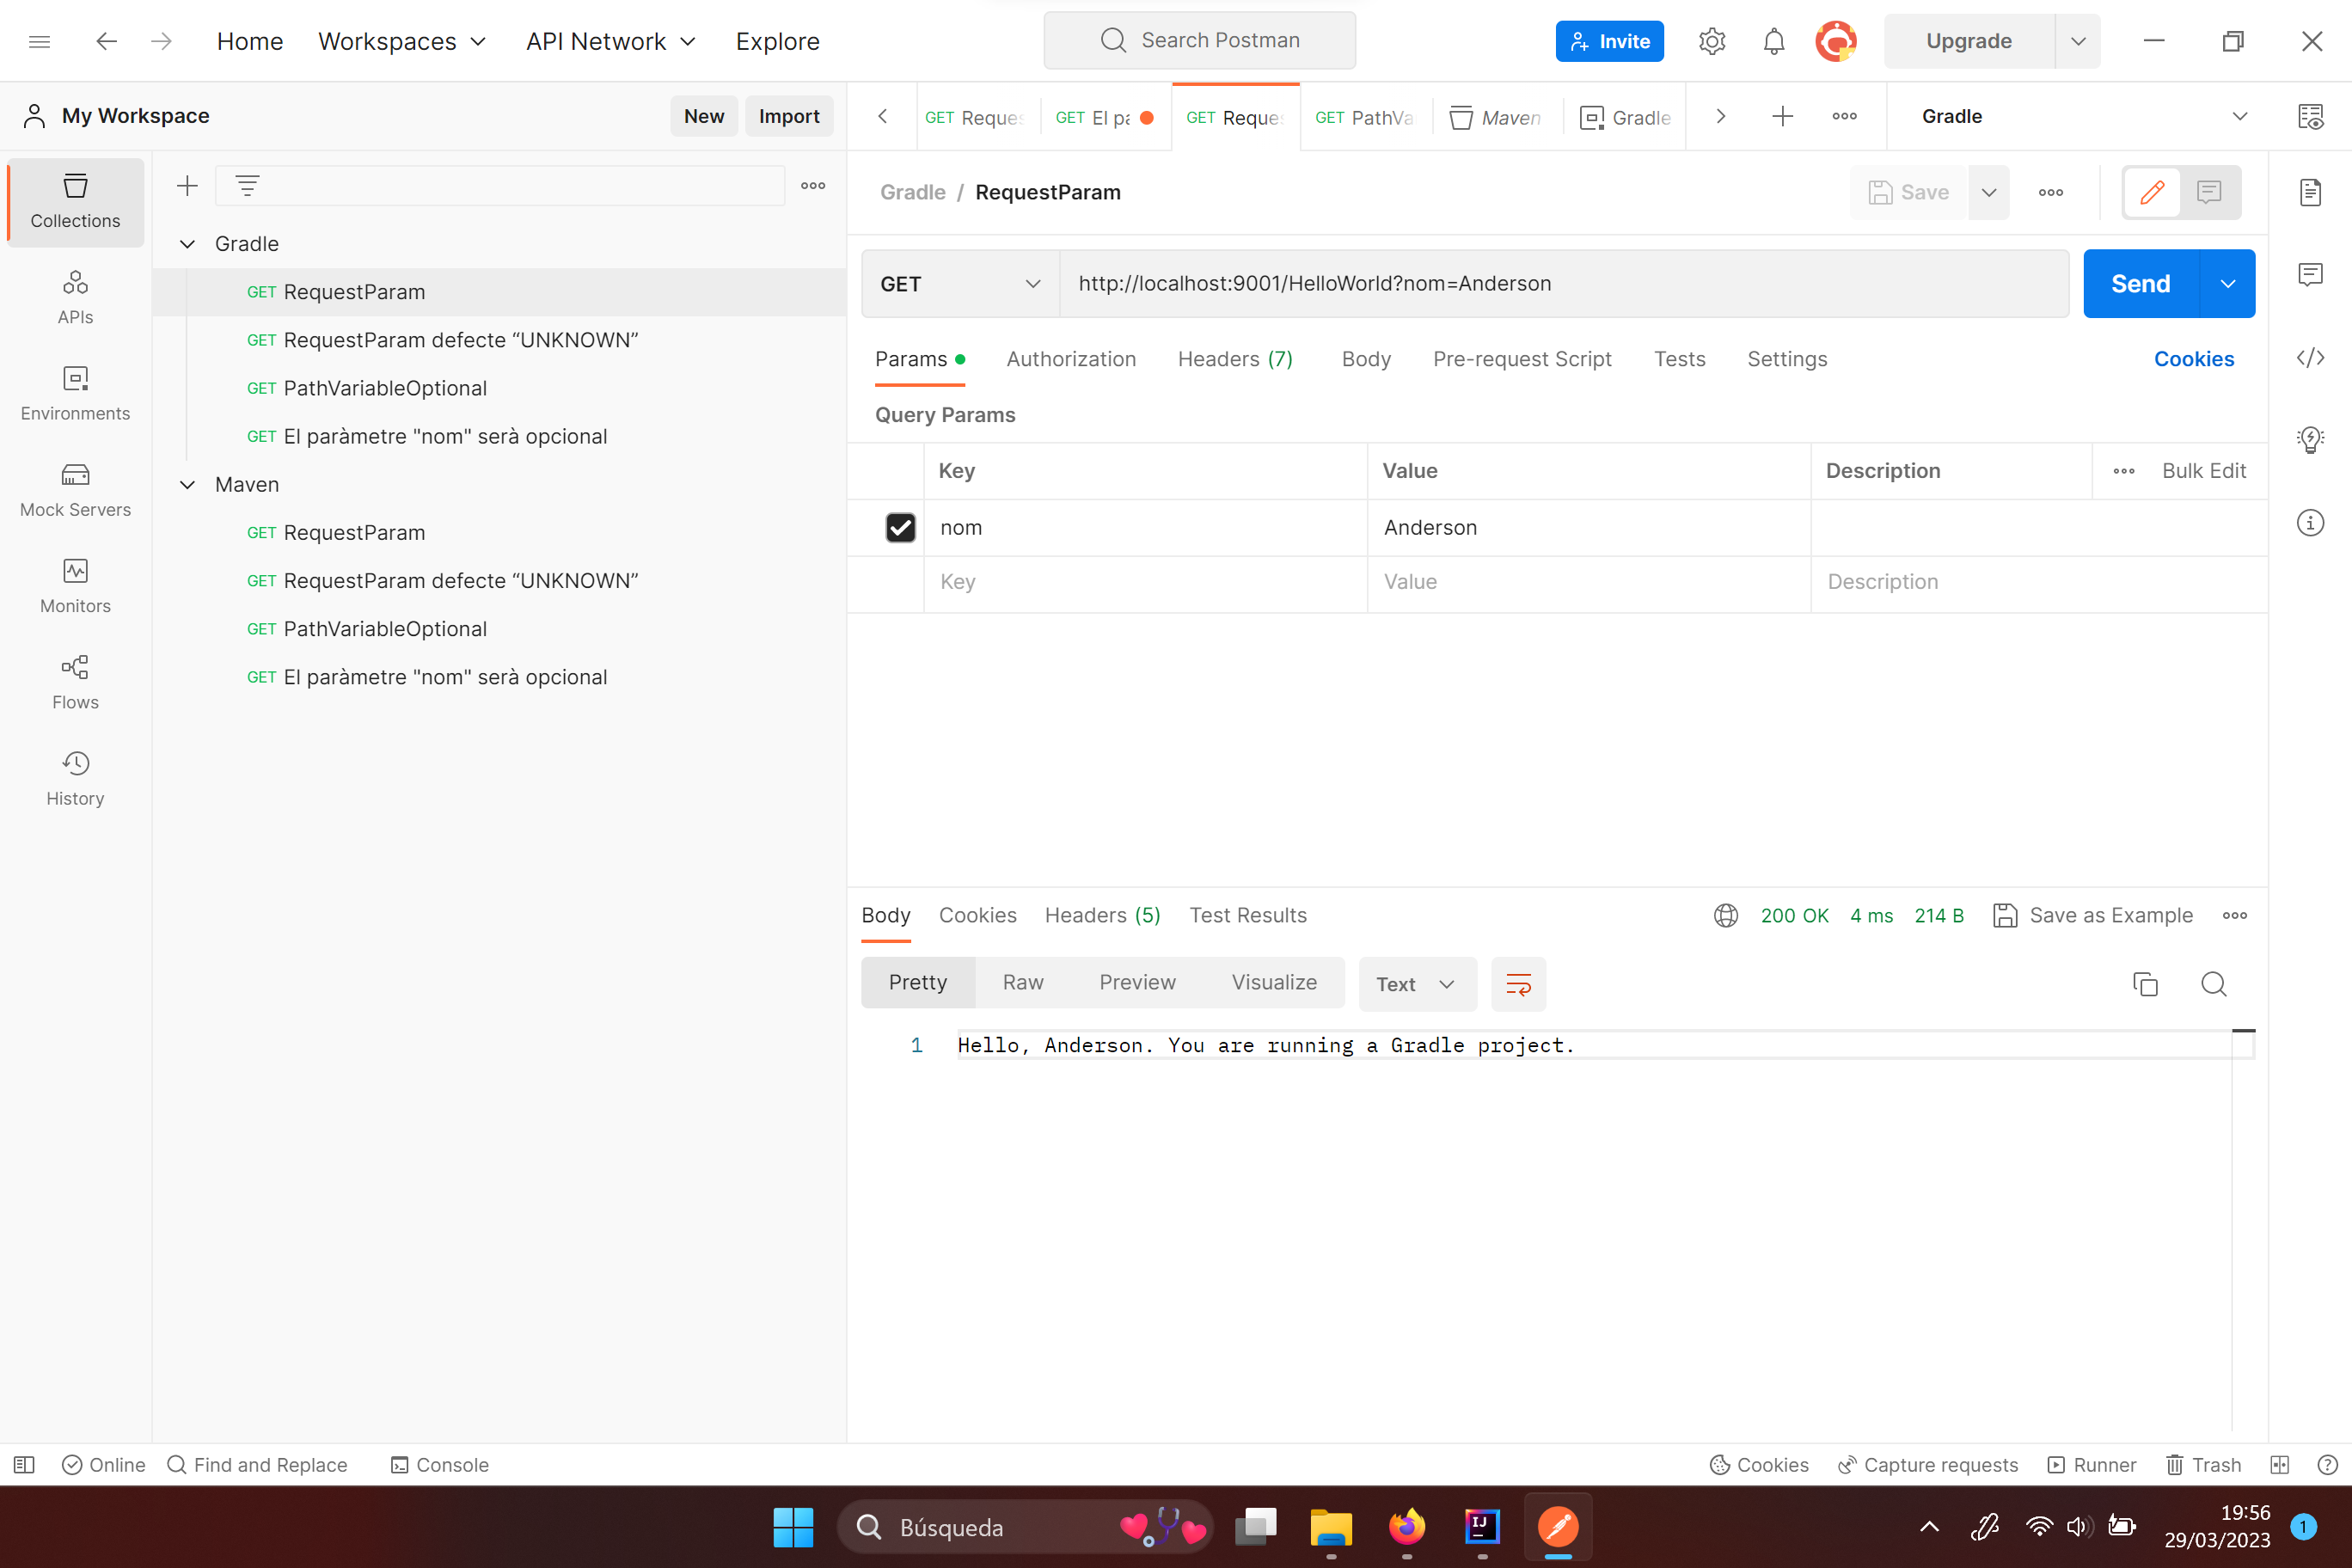 Home
Workspaces
API Network
Explore
Search Postman
Invite
Upgrade
My Workspace
New
Import
GET Reques
GET El pa
GET Reques
GET PathVa
Maven
Gradle
Gradle
Collections
APIs
Environments
Mock Servers
Monitors
Flows
History
Gradle
GET RequestParam
GET RequestParam defecte “UNKNOWN”
GET PathVariableOptional
GET El paràmetre "nom" serà opcional
Maven
GET RequestParam
GET RequestParam defecte “UNKNOWN”
GET PathVariableOptional
GET El paràmetre "nom" serà opcional
Gradle / RequestParam
Save
GET
http://localhost:9001/HelloWorld?nom=Anderson
Send
Params
Authorization
Headers (7)
Body
Pre-request Script
Tests
Settings
Cookies
Query Params
Key
Value
Description
Bulk Edit
nom
Anderson
Key
Value
Description
Body
Cookies
Headers (5)
Test Results
200 OK
4 ms
214 B
Save as Example
Pretty
Raw
Preview
Visualize
Text
1
Hello, Anderson. You are running a Gradle project.
Online
Find and Replace
Console
Cookies
Capture requests
Runner
Trash
Búsqueda
IJ
19:56
29/03/2023
1